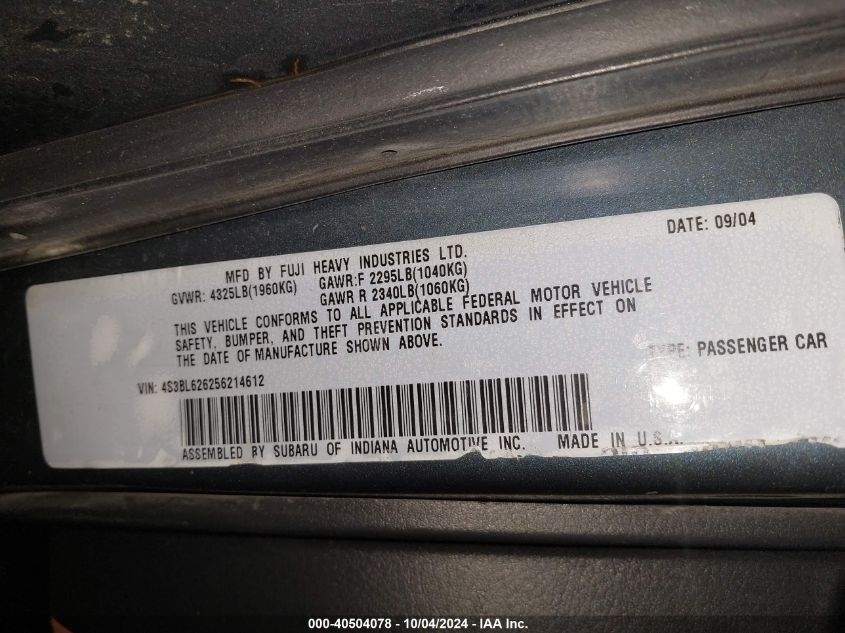 DATE: 09/04
MFD BY FUJI HEAVY INDUSTRIES LTD.
GVWR: 4325LB(1960KG) GAWR:F 2295LB(1040KG)
GAWR R 2340LB(1060KG)
THIS VEHICLE CONFORMS TO ALL APPLICABLE FEDERAL MOTOR VEHICLE
SAFETY, BUMPER, AND THEFT PREVENTION STANDARDS IN EFFECT ON
THE DATE OF MANUFACTURE SHOWN ABOVE.
TYPE: PASSENGER CAR
VIN: 4S3BL626256214612
ASSEMBLED BY SUBARU OF INDIANA AUTOMOTIVE INC. MADE IN U.S.A.
000-40504078 - 10/04/2024 - IAA Inc.